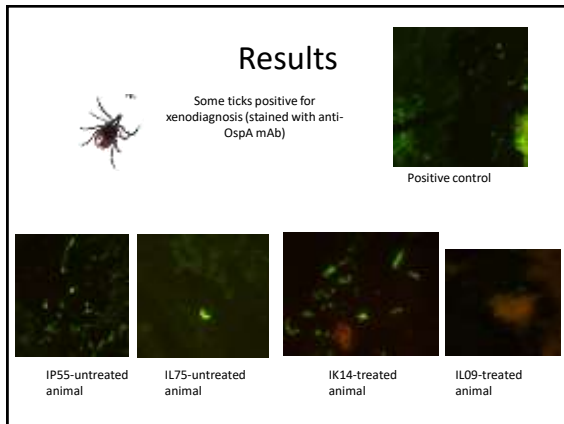 Results
Some ticks positive for
xenodiagnosis (stained with anti-
OspA mAb)
Positive control
IP55-untreated
animal
IL75-untreated
animal
IK14-treated
animal
IL09-treated
animal